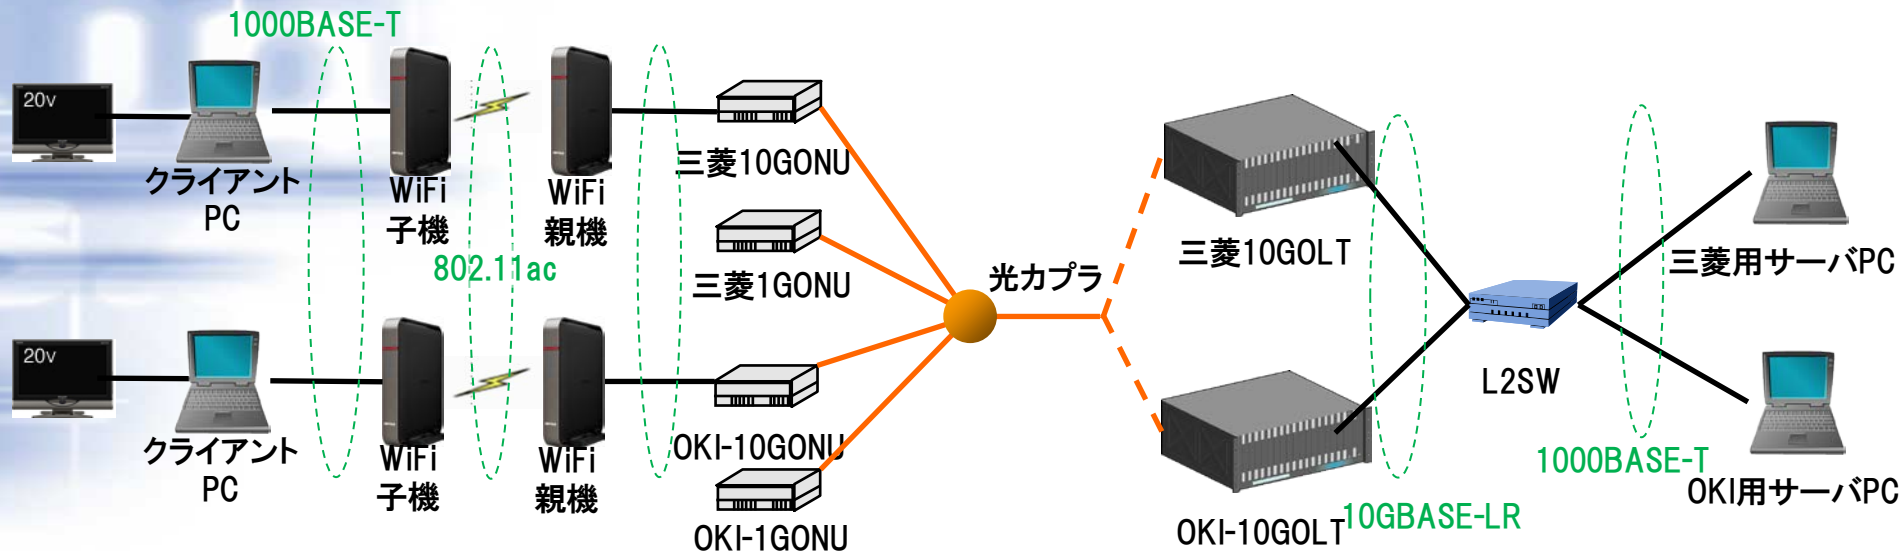 1000BASE-T
20v
クライアント
PC
WiFi
子機
WiFi
親機
三菱10GONU
三菱1GONU
802.11ac
光カプラ
三菱10GOLT
三菱用サーバPC
L2SW
20v
クライアント
PC
WiFi
子機
WiFi
親機
OKI-10GONU
OKI-1GONU
OKI-10GOLT
10GBASE-LR
1000BASE-T
OKI用サーバPC